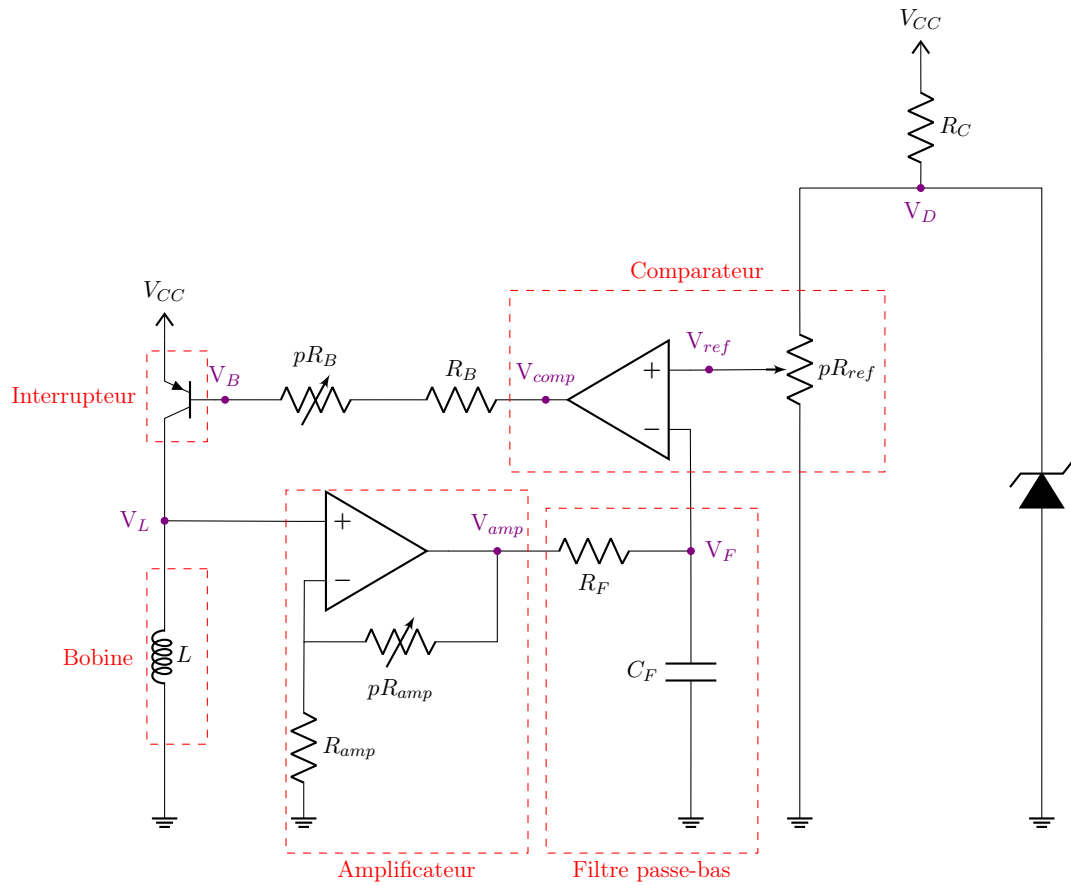 V_CC
R_C
V_D
Comparateur
V_CC
V_ref
pR_B
R_B
V_comp
V_B
pR_ref
Interrupteur
+
−
V_L
V_amp
+
V_F
−
R_F
Bobine
L
C_F
pR_amp
R_amp
Amplificateur
Filtre passe-bas